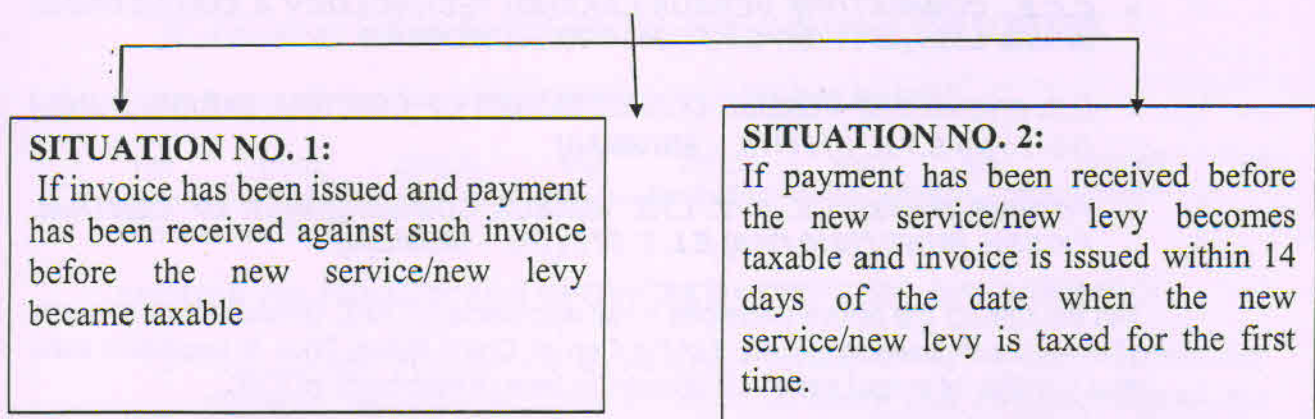 SITUATION NO. 1:
If invoice has been issued and payment
has been received against such invoice
before the new service/new levy
became taxable
SITUATION NO. 2:
If payment has been received before
the new service/new levy becomes
taxable and invoice is issued within 14
days of the date when the new
service/new levy is taxed for the first
time.